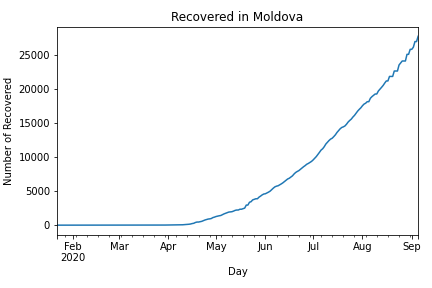 Recovered in Moldova
Number of Recovered
25000
20000
15000
10000
5000
0
Feb
2020
Mar
Apr
May
Jun
Jul
Aug
Sep
Day